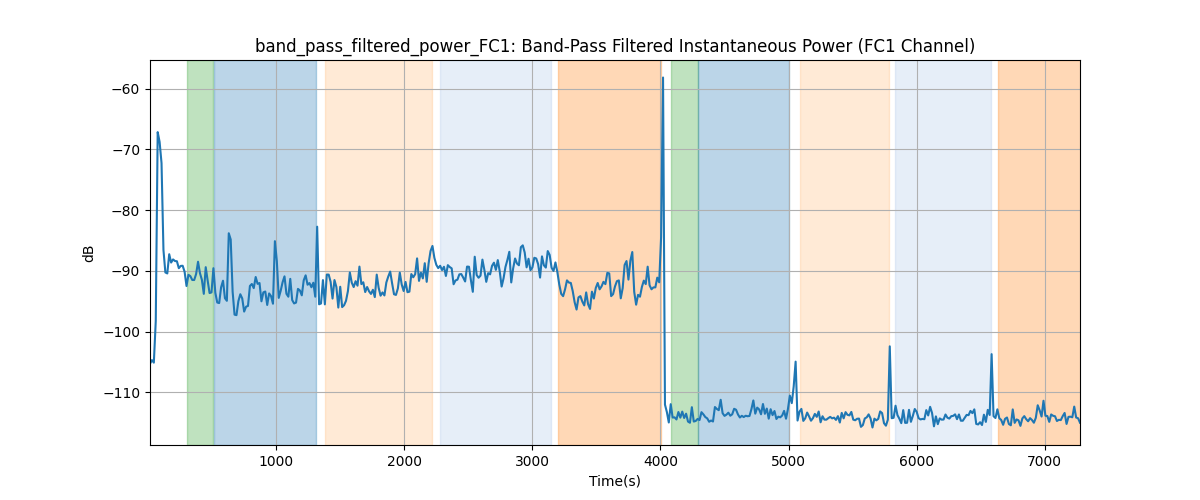 band_pass_filtered_power_FC1: Band-Pass Filtered Instantaneous Power (FC1 Channel)
−60
−70
−80
−90
−100
−110
dB
1000 2000 3000 4000 5000 6000 7000
Time(s)